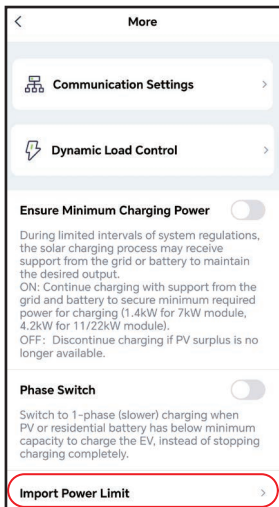 More
Communication Settings
Dynamic Load Control
Ensure Minimum Charging Power
During limited intervals of system regulations,
the solar charging process may receive
support from the grid or battery to maintain
the desired output.
ON: Continue charging with support from the
grid and battery to secure minimum required
power for charging (1.4kW for 7kW module,
4.2kW for 11/22kW module).
OFF: Discontinue charging if PV surplus is no
longer available.
Phase Switch
Switch to 1-phase (slower) charging when
PV or residential battery has below minimum
capacity to charge the EV, instead of stopping
charging completely.
Import Power Limit